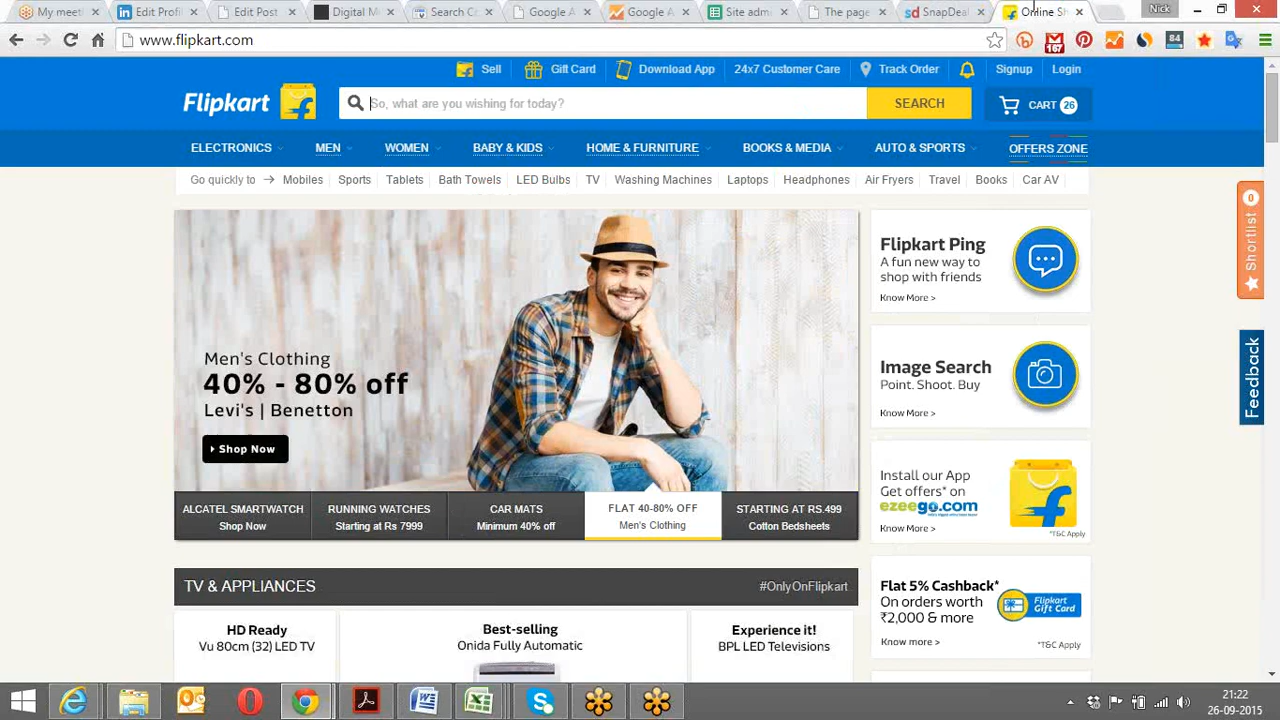 My meeti
Edit Profi
Edit Post
Digital M
Search Co
Google A
Google A
Site admi
The page
SnapDeal
Online Sh
Nick
www.flipkart.com
167
84
Sell
Gift Card
Download App
24x7 Customer Care
Track Order
Signup
Login
Flipkart
So, what are you wishing for today?
SEARCH
CART 26
ELECTRONICS
MEN
WOMEN
BABY & KIDS
HOME & FURNITURE
BOOKS & MEDIA
AUTO & SPORTS
OFFERS ZONE
Go quickly to
Mobiles
Sports
Tablets
Bath Towels
LED Bulbs
TV
Washing Machines
Laptops
Headphones
Air Fryers
Travel
Books
Car AV
Men's Clothing
40% - 80% off
Levi's | Benetton
Shop Now
ALCATEL SMARTWATCH
Shop Now
RUNNING WATCHES
Starting at Rs 7999
CAR MATS
Minimum 40% off
FLAT 40-80% OFF
Men's Clothing
STARTING AT RS.499
Cotton Bedsheets
Flipkart Ping
A fun new way to
shop with friends
Know More >
Image Search
Point. Shoot. Buy
Know More >
Install our App
Get offers* on
ezeego.com
Know More >
*T&C Apply
Flat 5% Cashback*
On orders worth
₹2,000 & more
Know more >
Flipkart
Gift Card
*T&C Apply
Shortlist 0
Feedback
TV & APPLIANCES
#OnlyOnFlipkart
HD Ready
Vu 80cm (32) LED TV
Best-selling
Onida Fully Automatic
Experience it!
BPL LED Televisions
21:22
26-09-2015